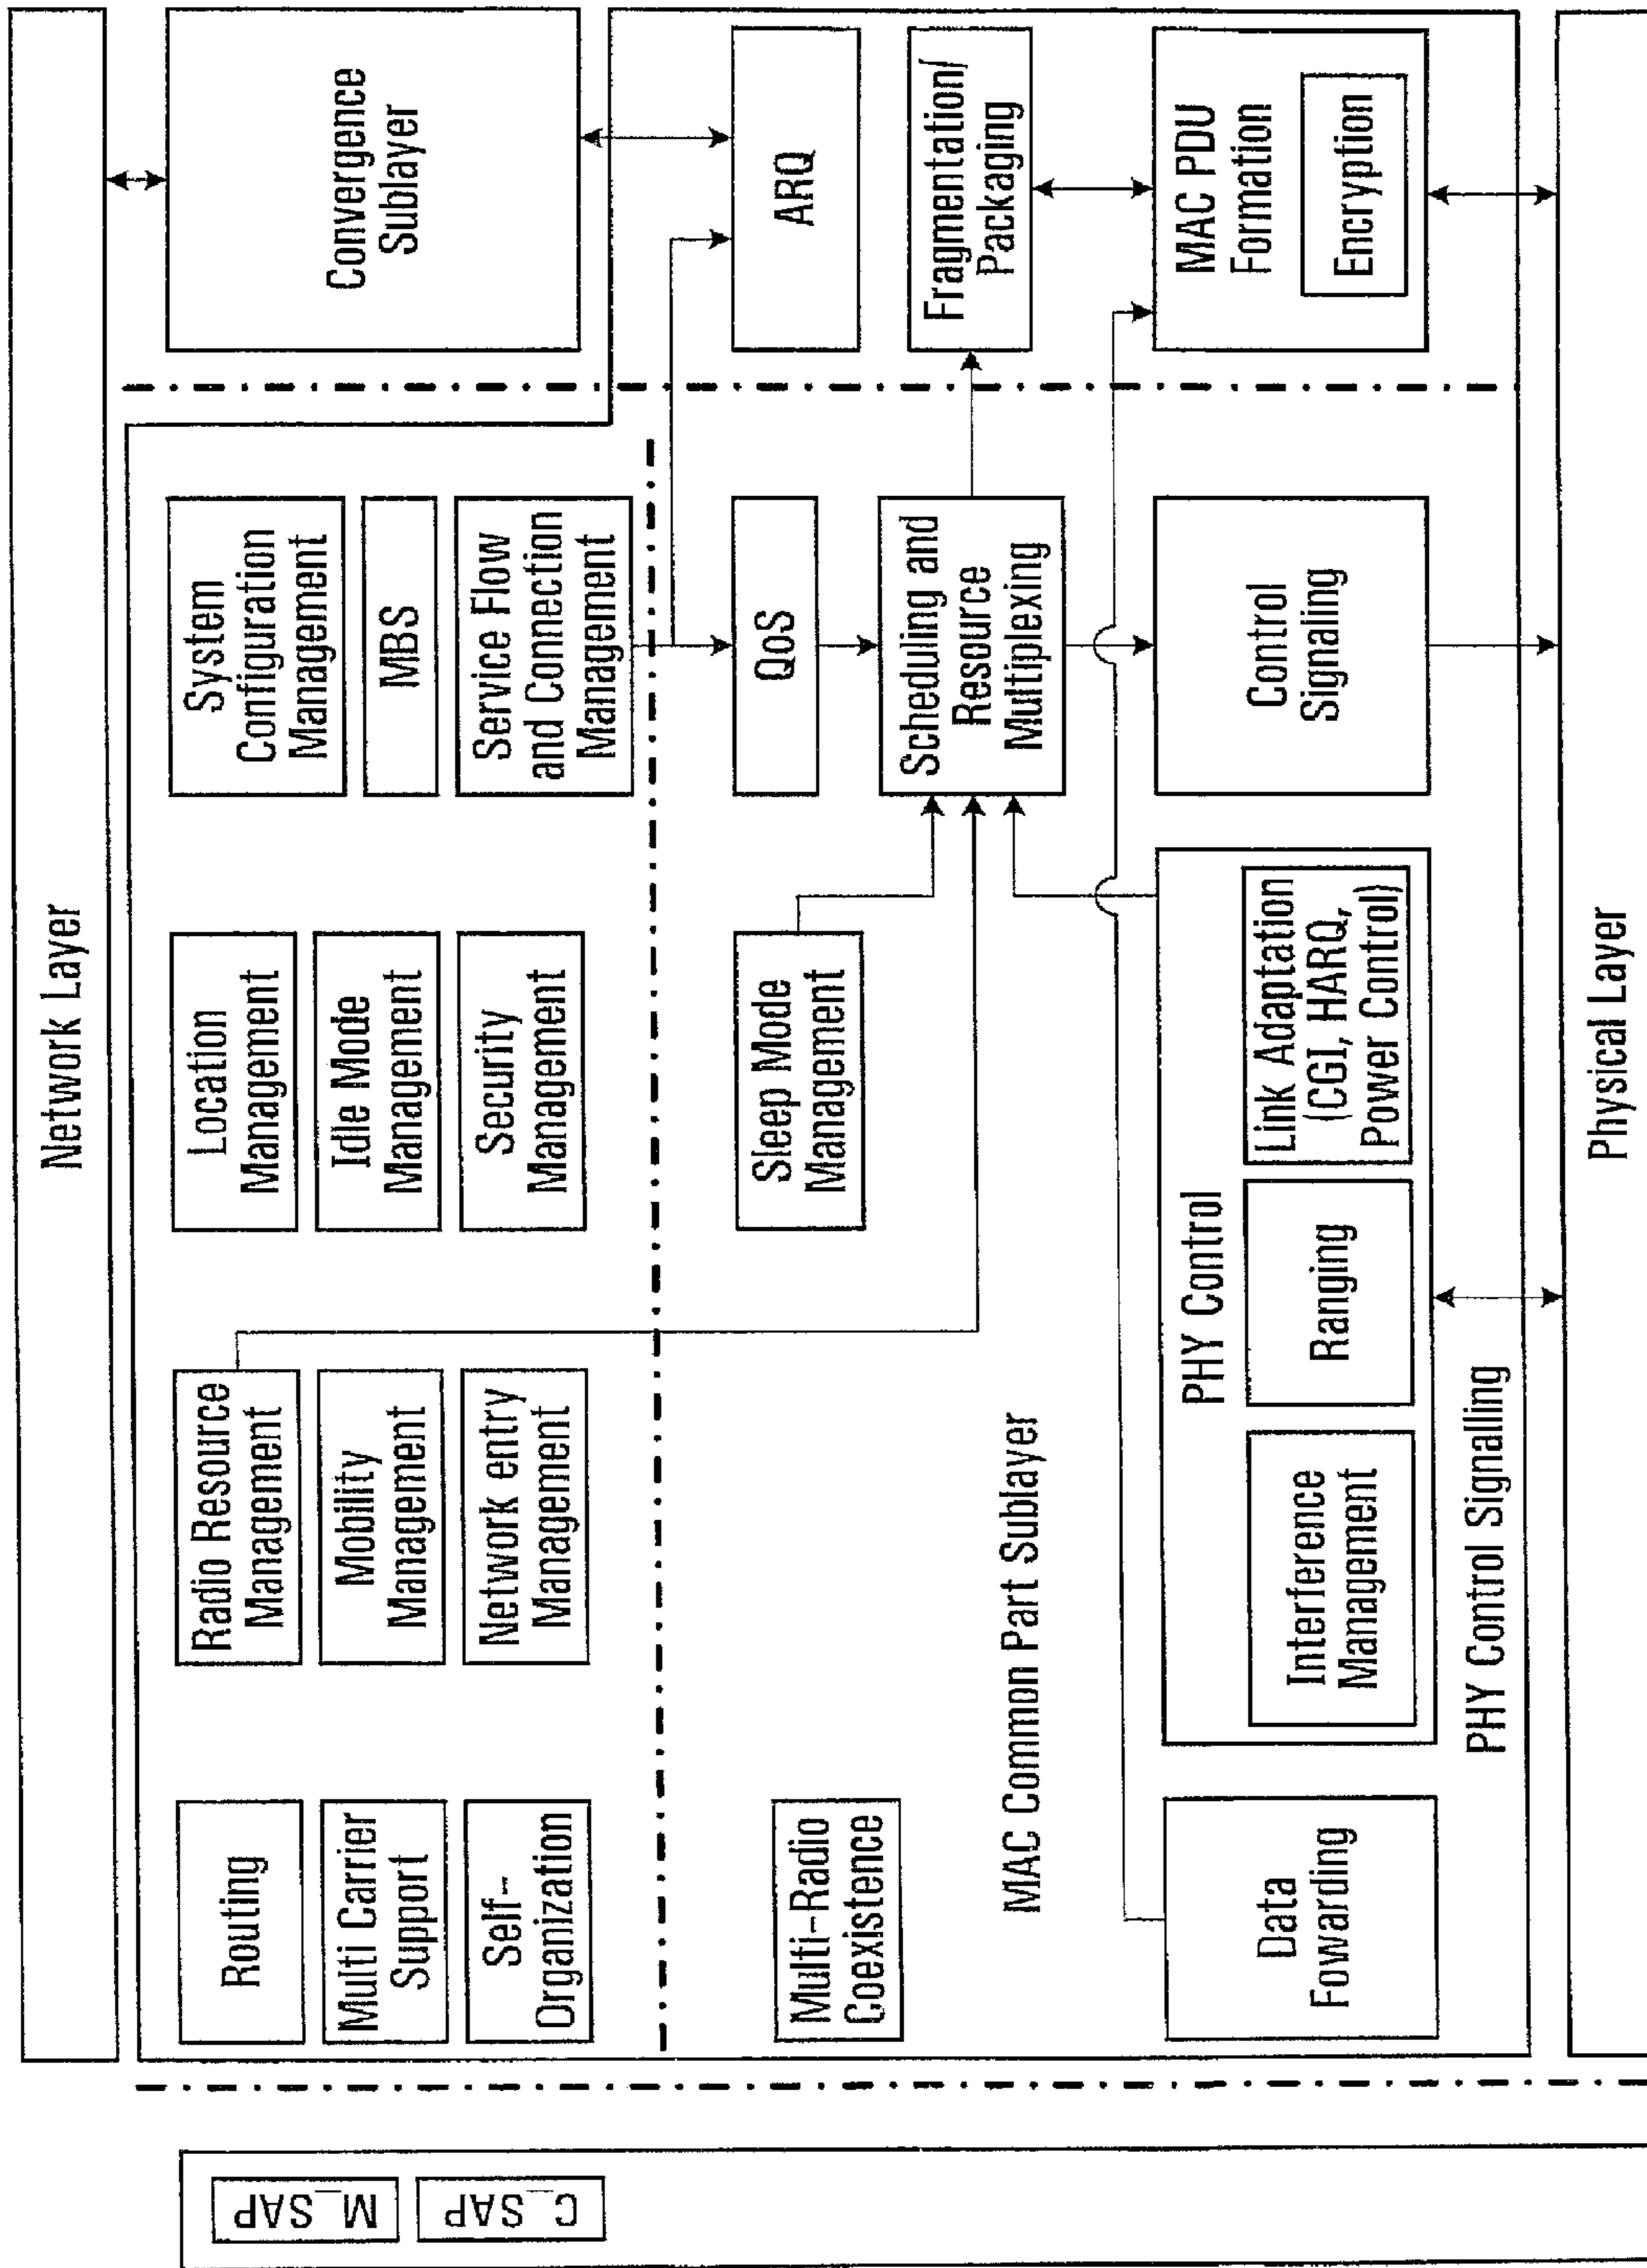 Network Layer
Routing
Multi Carrier
Support
Self-
Organization
Radio Resource
Management
Mobility
Management
Network entry
Management
Location
Management
Idle Mode
Management
Security
Management
System
Configuration
Management
MBS
Service Flow
and Connection
Management
Convergence
Sublayer
M_SAP
C_SAP
Multi-Radio
Coexistence
Sleep Mode
Management
QoS
ARQ
Scheduling and
Resource
Multiplexing
Fragmentation/
Packaging
MAC Common Part Sublayer
Data
Fowarding
PHY Control
Interference
Management
Ranging
Link Adaptation
(CGI, HARQ,
Power Control)
Control
Signaling
MAC PDU
Formation
Encryption
PHY Control Signalling
Physical Layer